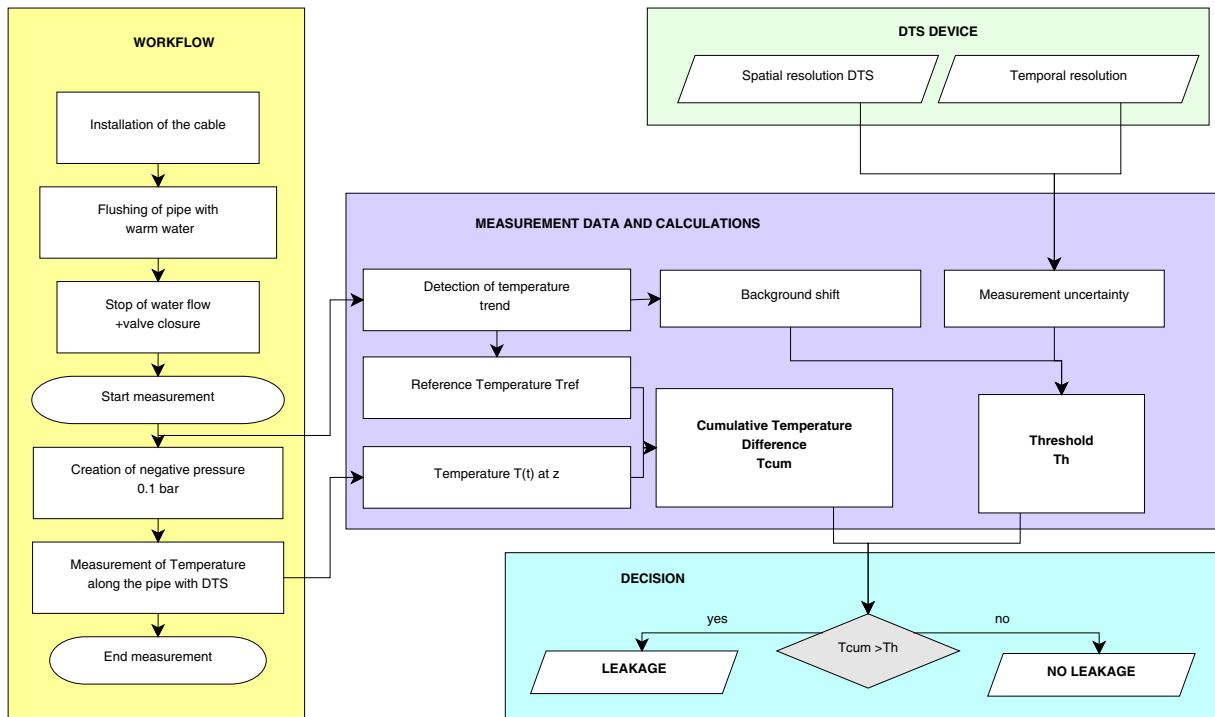 WORKFLOW
Installation of the cable
Flushing of pipe with
warm water
Stop of water flow
+valve closure
Start measurement
Creation of negative pressure
0.1 bar
Measurement of Temperature
along the pipe with DTS
End measurement
DTS DEVICE
Spatial resolution DTS
Temporal resolution
MEASUREMENT DATA AND CALCULATIONS
Detection of temperature
trend
Background shift
Measurement uncertainty
Reference Temperature Tref
Temperature T(t) at z
Cumulative Temperature
Difference
Tcum
Threshold
Th
DECISION
yes
no
Tcum >Th
LEAKAGE
NO LEAKAGE